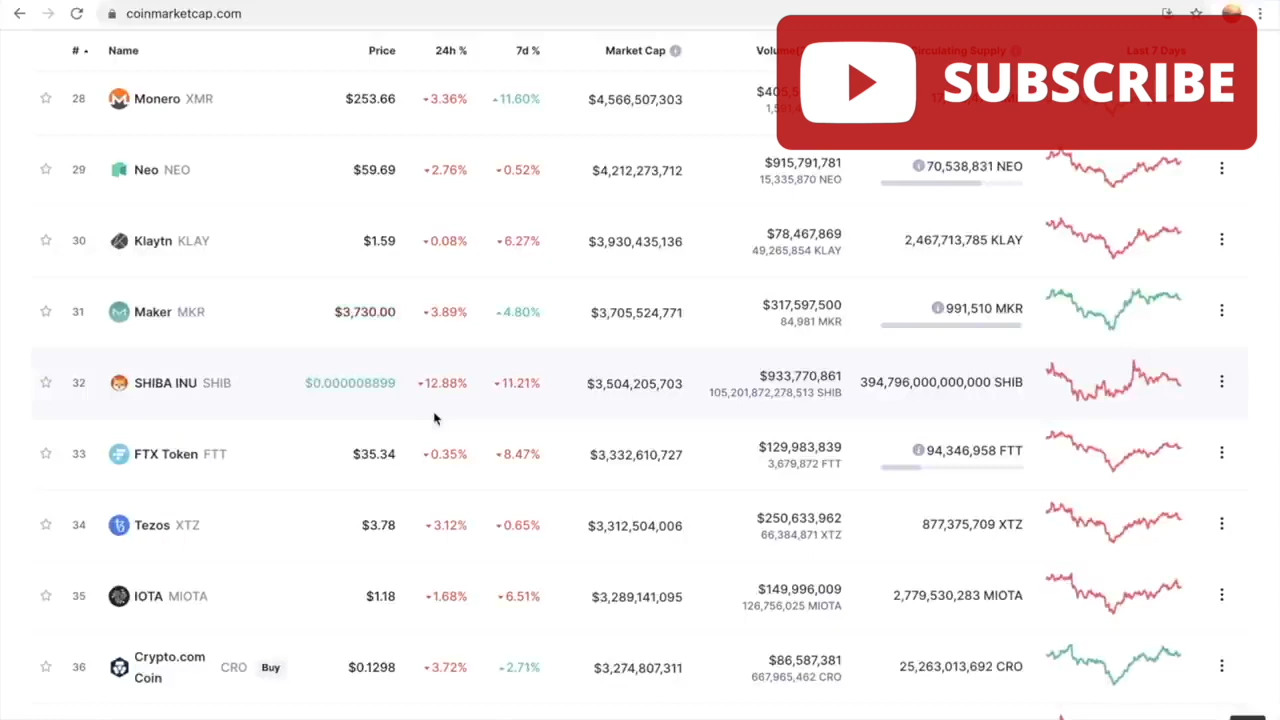 coinmarketcap.com
# Name Price 24h % 7d % Market Cap Circulating Supply Last 7 Days
SUBSCRIBE
28 Monero XMR $253.66 3.36% 11.60% $4,566,507,303
29 Neo NEO $59.69 2.76% 0.52% $4,212,273,712 $915,791,781 70,538,831 NEO
15,335,870 NEO
30 Klaytn KLAY $1.59 0.08% 6.27% $3,930,435,136 $78,467,869 2,467,713,785 KLAY
49,265,854 KLAY
31 Maker MKR $3,730.00 3.89% 4.80% $3,705,524,771 $317,597,500 991,510 MKR
84,981 MKR
32 SHIBA INU SHIB $0.000008899 12.88% 11.21% $3,504,205,703 $933,770,861 394,796,000,000,000 SHIB
105,201,872,278,513 SHIB
33 FTX Token FTT $35.34 0.35% 8.47% $3,332,610,727 $129,983,839 94,346,958 FTT
3,679,872 FTT
34 Tezos XTZ $3.78 3.12% 0.65% $3,312,504,006 $250,633,962 877,375,709 XTZ
66,384,871 XTZ
35 IOTA MIOTA $1.18 1.68% 6.51% $3,289,141,095 $149,996,009 2,779,530,283 MIOTA
126,756,025 MIOTA
36 Crypto.com Coin CRO Buy $0.1298 3.72% 2.71% $3,274,807,311 $86,587,381 25,263,013,692 CRO
667,965,462 CRO